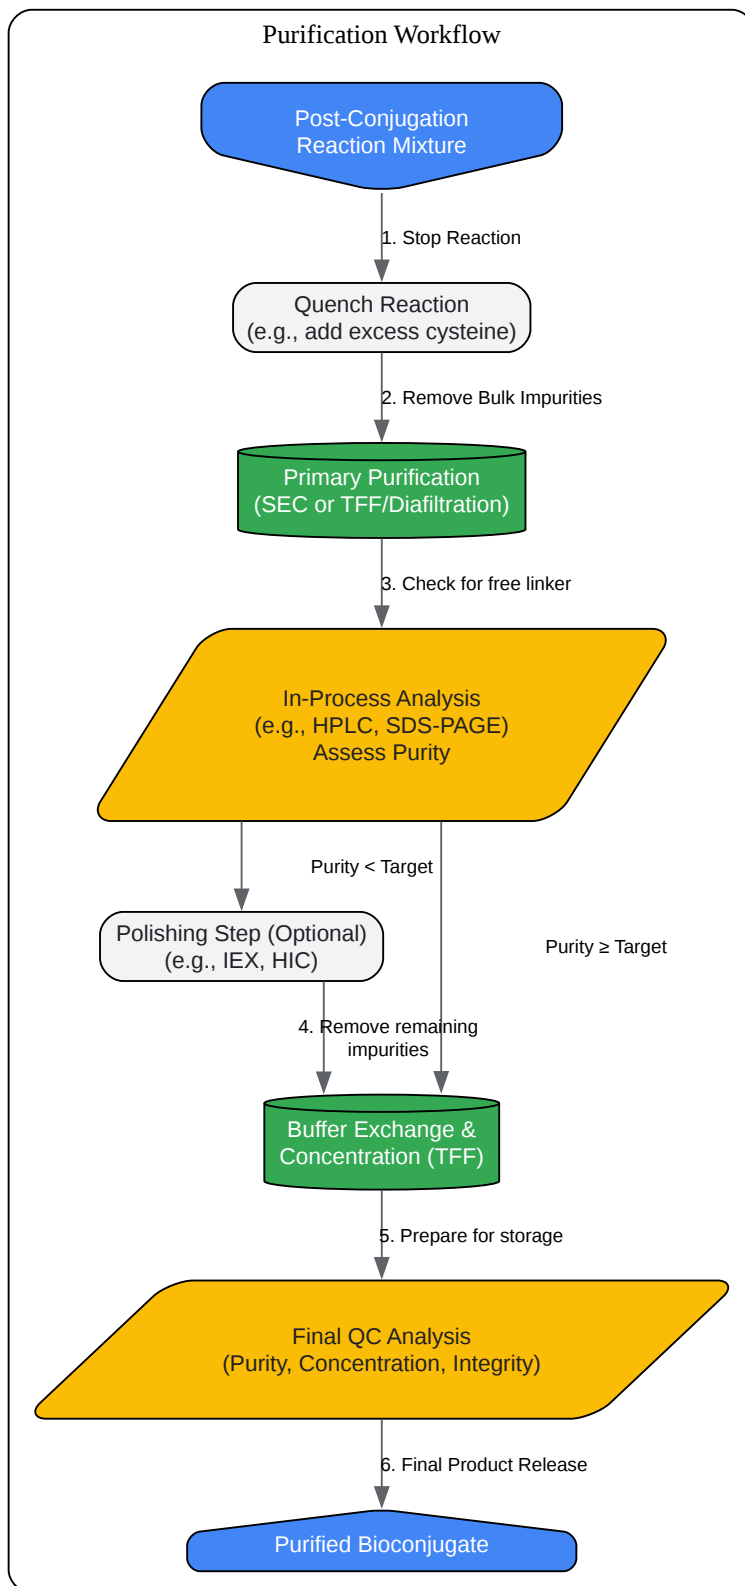 Purification Workflow
Post-Conjugation
Reaction Mixture
1. Stop Reaction
Quench Reaction
(e.g., add excess cysteine)
2. Remove Bulk Impurities
Primary Purification
(SEC or TFF/Diafiltration)
3. Check for free linker
In-Process Analysis
(e.g., HPLC, SDS-PAGE)
Assess Purity
Purity < Target
Polishing Step (Optional)
(e.g., IEX, HIC)
Purity ≥ Target
4. Remove remaining
impurities
Buffer Exchange &
Concentration (TFF)
5. Prepare for storage
Final QC Analysis
(Purity, Concentration, Integrity)
6. Final Product Release
Purified Bioconjugate